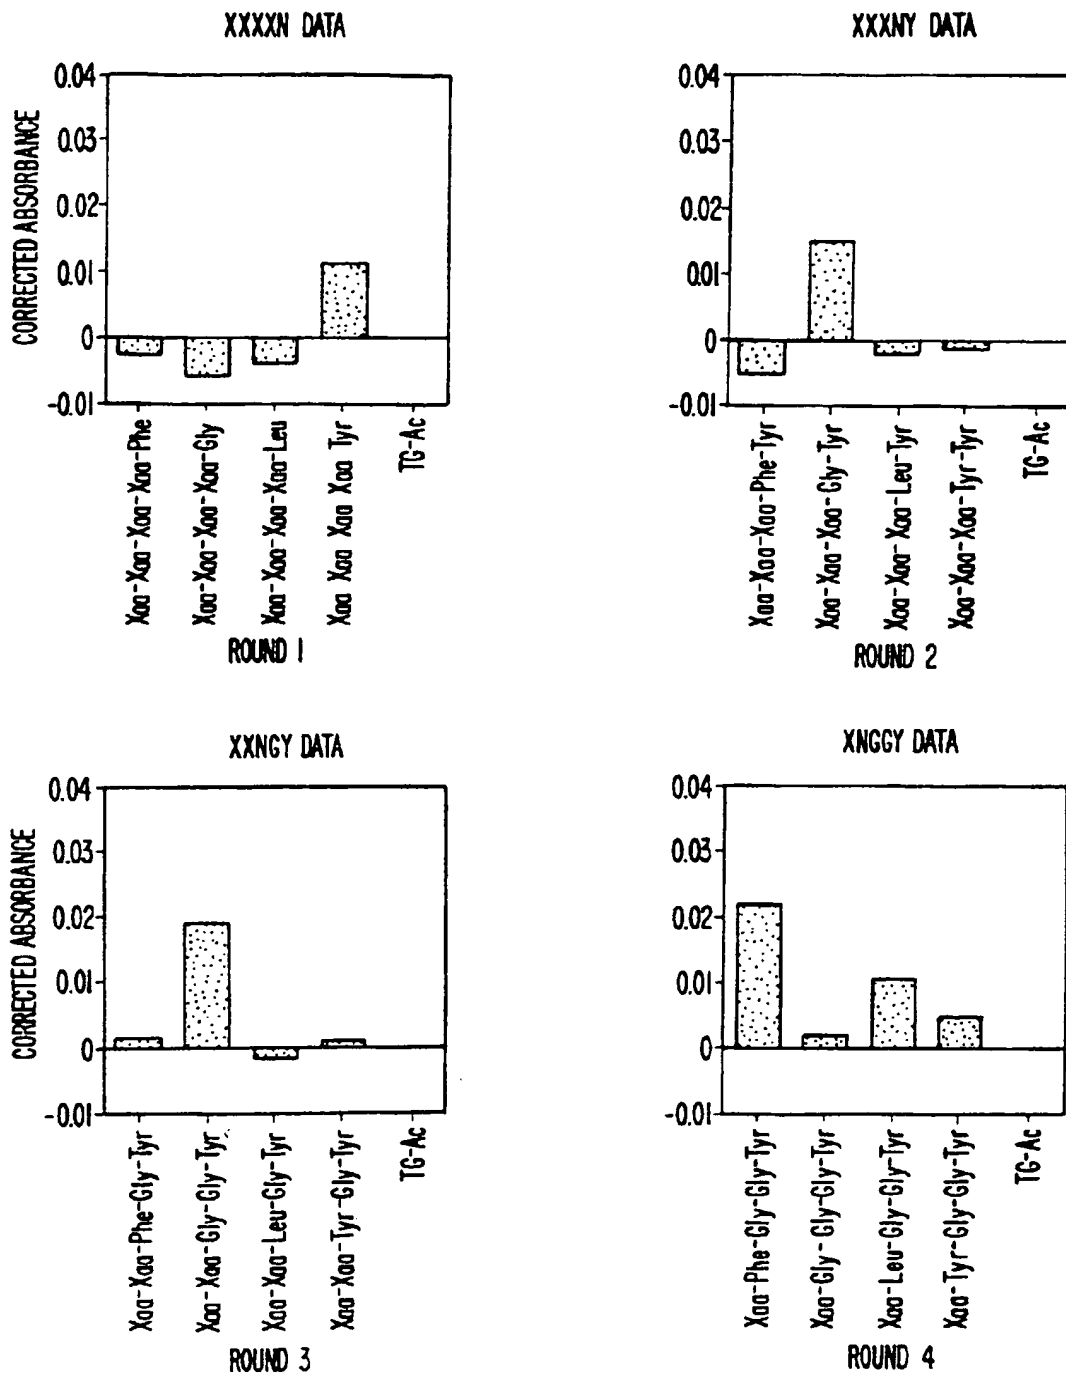 XXXXN DATA
CORRECTED ABSORBANCE
0.04
0.03
0.02
0.01
0
-0.01
Xaa-Xaa-Xaa-Xaa-Phe
Xaa-Xaa-Xaa-Xaa-Gly
Xaa-Xaa-Xaa-Xaa-Leu
Xaa Xaa Xaa Xaa Tyr
TG-Ac
ROUND 1
XXXNY DATA
0.04
0.03
0.02
0.01
0
-0.01
Xaa-Xaa-Xaa-Phe-Tyr
Xaa-Xaa-Xaa-Gly-Tyr
Xaa-Xaa-Xaa-Leu-Tyr
Xaa-Xaa-Xaa-Tyr-Tyr
TG-Ac
ROUND 2
XXNGY DATA
CORRECTED ABSORBANCE
0.04
0.03
0.02
0.01
0
-0.01
Xaa-Xaa-Phe-Gly-Tyr
Xaa-Xaa-Gly-Gly-Tyr
Xaa-Xaa-Leu-Gly-Tyr
Xaa-Xaa-Tyr-Gly-Tyr
TG-Ac
ROUND 3
XNGGY DATA
0.04
0.03
0.02
0.01
0
-0.01
Xaa-Phe-Gly-Gly-Tyr
Xaa-Gly-Gly-Gly-Tyr
Xaa-Leu-Gly-Gly-Tyr
Xaa-Tyr-Gly-Gly-Tyr
TG-Ac
ROUND 4